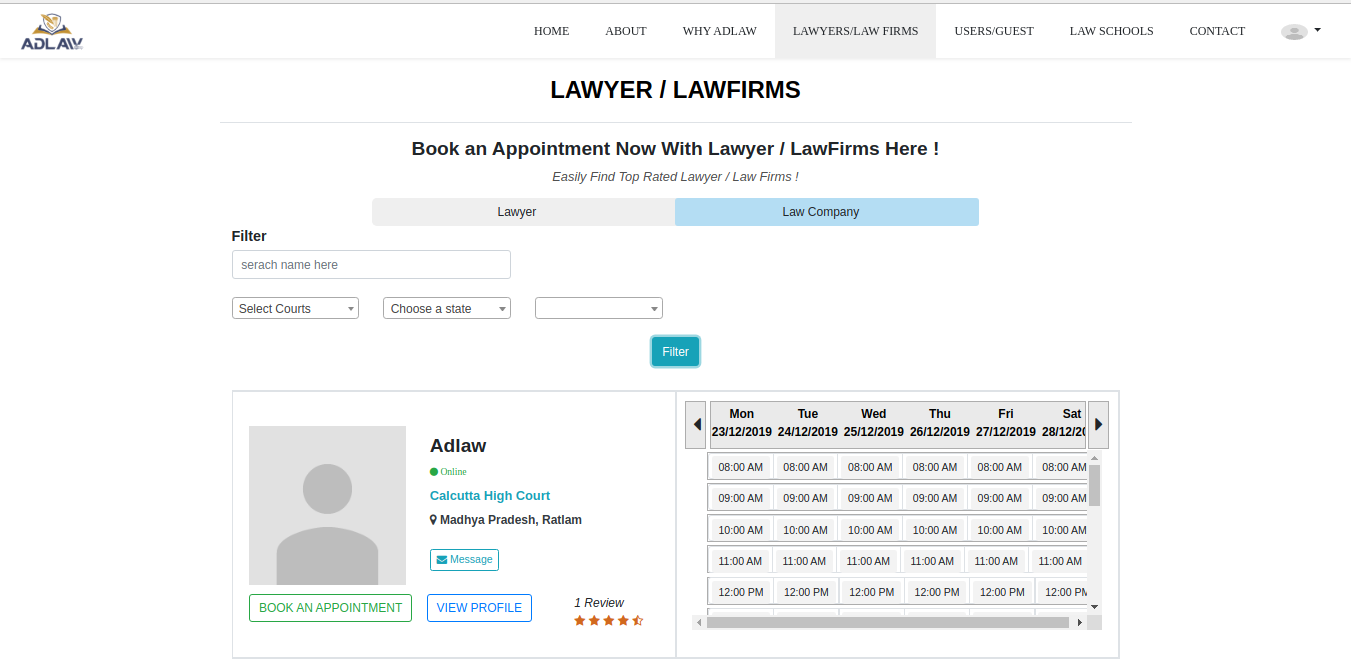 ADLAW
HOME ABOUT WHY ADLAW LAWYERS/LAW FIRMS USERS/GUEST LAW SCHOOLS CONTACT
LAWYER / LAWFIRMS
Book an Appointment Now With Lawyer / LawFirms Here !
Easily Find Top Rated Lawyer / Law Firms !
Lawyer Law Company
Filter
serach name here
Select Courts Choose a state
Filter
Adlaw
Online
Calcutta High Court
Madhya Pradesh, Ratlam
Message
BOOK AN APPOINTMENT VIEW PROFILE
1 Review
Mon Tue Wed Thu Fri Sat
23/12/2019 24/12/2019 25/12/2019 26/12/2019 27/12/2019 28/12/20
08:00 AM 08:00 AM 08:00 AM 08:00 AM 08:00 AM 08:00 AM
09:00 AM 09:00 AM 09:00 AM 09:00 AM 09:00 AM 09:00 AM
10:00 AM 10:00 AM 10:00 AM 10:00 AM 10:00 AM 10:00 AM
11:00 AM 11:00 AM 11:00 AM 11:00 AM 11:00 AM 11:00 AM
12:00 PM 12:00 PM 12:00 PM 12:00 PM 12:00 PM 12:00 PM